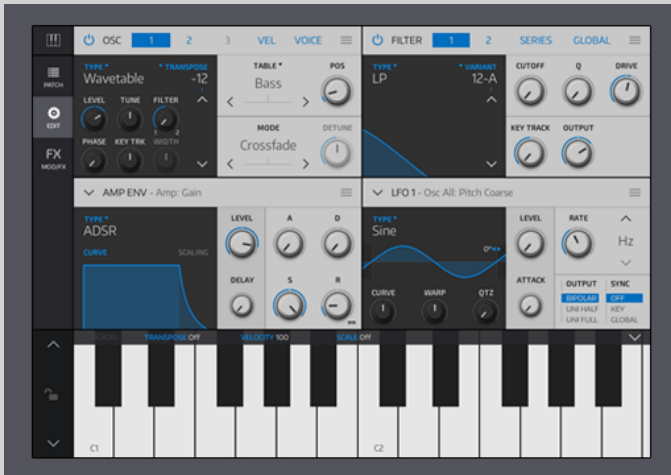 OSC 1 2 3 VEL VOICE
FILTER 1 2 SERIES GLOBAL
PATCH
EDIT
FX
MOD/FX
TYPE TRANSPOSE
Wavetable -12
LEVEL TUNE FILTER
1 2
PHASE KEY TRK WIDTH
TABLE POS
Bass
MODE DETUNE
Crossfade
TYPE VARIANT
LP 12-A
CUTOFF Q DRIVE
KEY TRACK OUTPUT
AMP ENV - Amp: Gain
TYPE
ADSR
CURVE SCALING
LEVEL A D
DELAY S R
LFO 1 - Osc All: Pitch Coarse
TYPE
Sine
0°
CURVE WARP QTZ
LEVEL RATE
Hz
ATTACK
OUTPUT SYNC
BIPOLAR OFF
UNI HALF KEY
UNI FULL GLOBAL
TRANSPOSE Off VELOCITY 100 SCALE Off
C1 C2